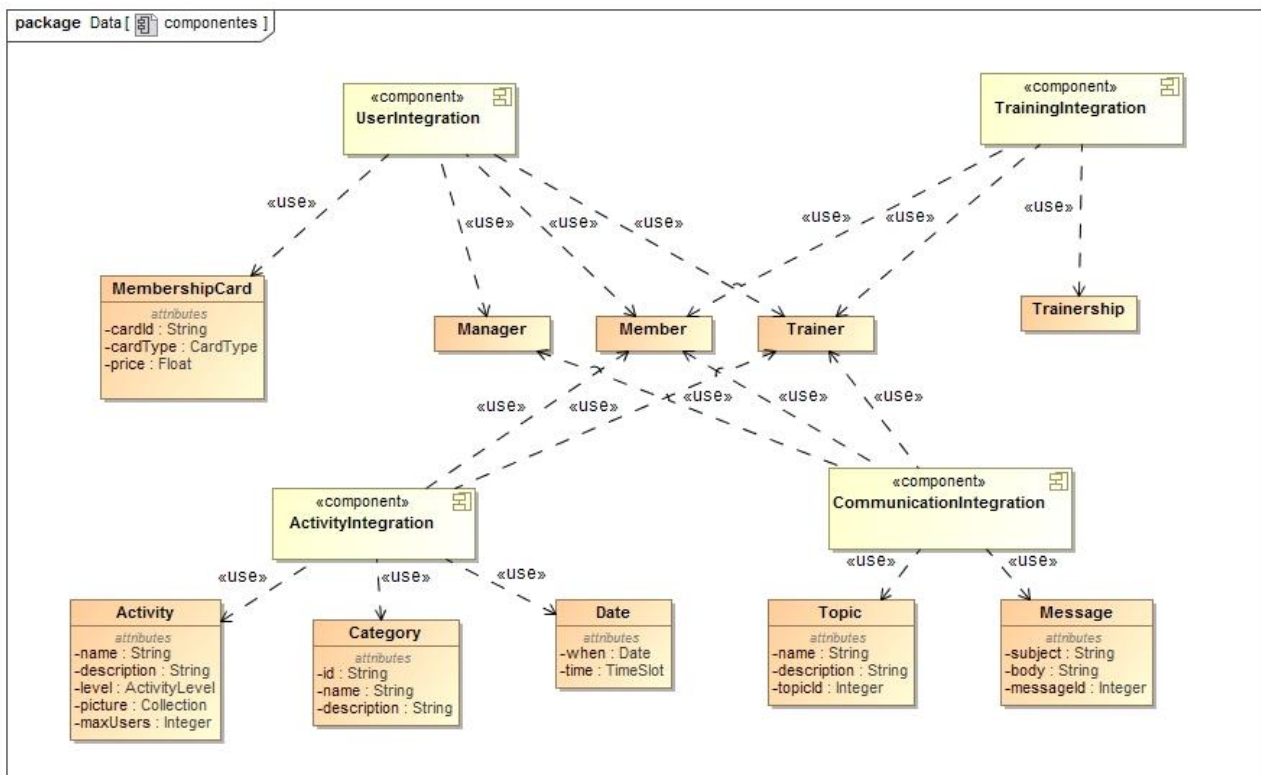 package Data [ componentes ]
«component»
UserIntegration
«component»
TrainingIntegration
«use»
«use»
«use»
«use»
«use»
«use»
«use»
MembershipCard
attributes
-cardId : String
-cardType : CardType
-price : Float
Manager
Member
Trainer
Trainership
«use»
«use»
«use»
«use»
«use»
«component»
ActivityIntegration
«component»
CommunicationIntegration
«use»
«use»
«use»
«use»
«use»
Activity
attributes
-name : String
-description : String
-level : ActivityLevel
-picture : Collection
-maxUsers : Integer
Category
attributes
-id : String
-name : String
-description : String
Date
attributes
-when : Date
-time : TimeSlot
Topic
attributes
-name : String
-description : String
-topicId : Integer
Message
attributes
-subject : String
-body : String
-messageId : Integer